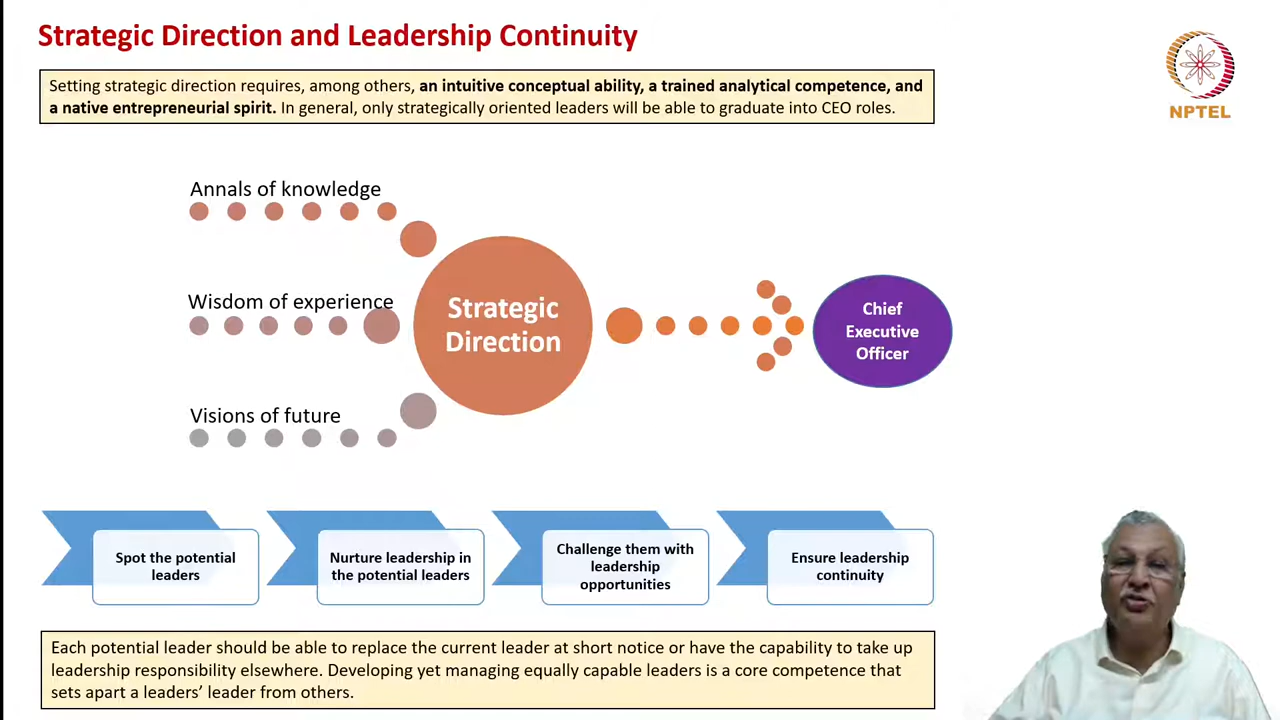 Strategic Direction and Leadership Continuity
Setting strategic direction requires, among others, an intuitive conceptual ability, a trained analytical competence, and
a native entrepreneurial spirit. In general, only strategically oriented leaders will be able to graduate into CEO roles.
NPTEL
Annals of knowledge
Wisdom of experience
Visions of future
Strategic
Direction
Chief
Executive
Officer
Spot the potential
leaders
Nurture leadership in
the potential leaders
Challenge them with
leadership
opportunities
Ensure leadership
continuity
Each potential leader should be able to replace the current leader at short notice or have the capability to take up
leadership responsibility elsewhere. Developing yet managing equally capable leaders is a core competence that
sets apart a leaders’ leader from others.